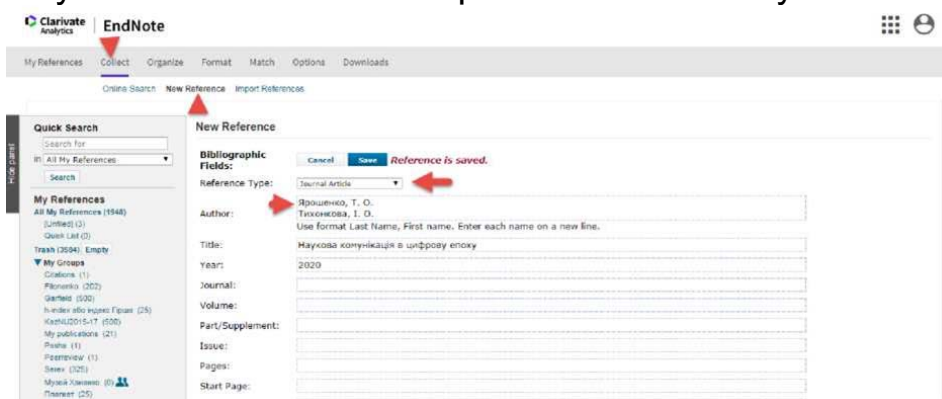 Clarivate Analytics
EndNote
My References Collect Organize Format Match Options Downloads
Online Search New Reference Import References
Hide panel
Quick Search
Search for
in All My References
Search
My References
All My References (1948)
[Unfiled] (3)
Quick List (0)
Trash (3584) Empty
My Groups
Citations (1)
(202)
Garfield (500)
h-index або індекс Гірша (25)
KazNU2015-17 (500)
My publications (21)
(1)
Peerreview (1)
(325)
Музей Ханенко (0)
Плагиат (25)
New Reference
Bibliographic Fields: Cancel Save Reference is saved.
Reference Type: Journal Article
Author: Ярошенко, Т. О.
Тихонкова, І. О.
Use format Last Name, First name. Enter each name on a new line.
Title: Наукова комунікація в цифрову епоху
Year: 2020
Journal:
Volume:
Part/Supplement:
Issue:
Pages:
Start Page: